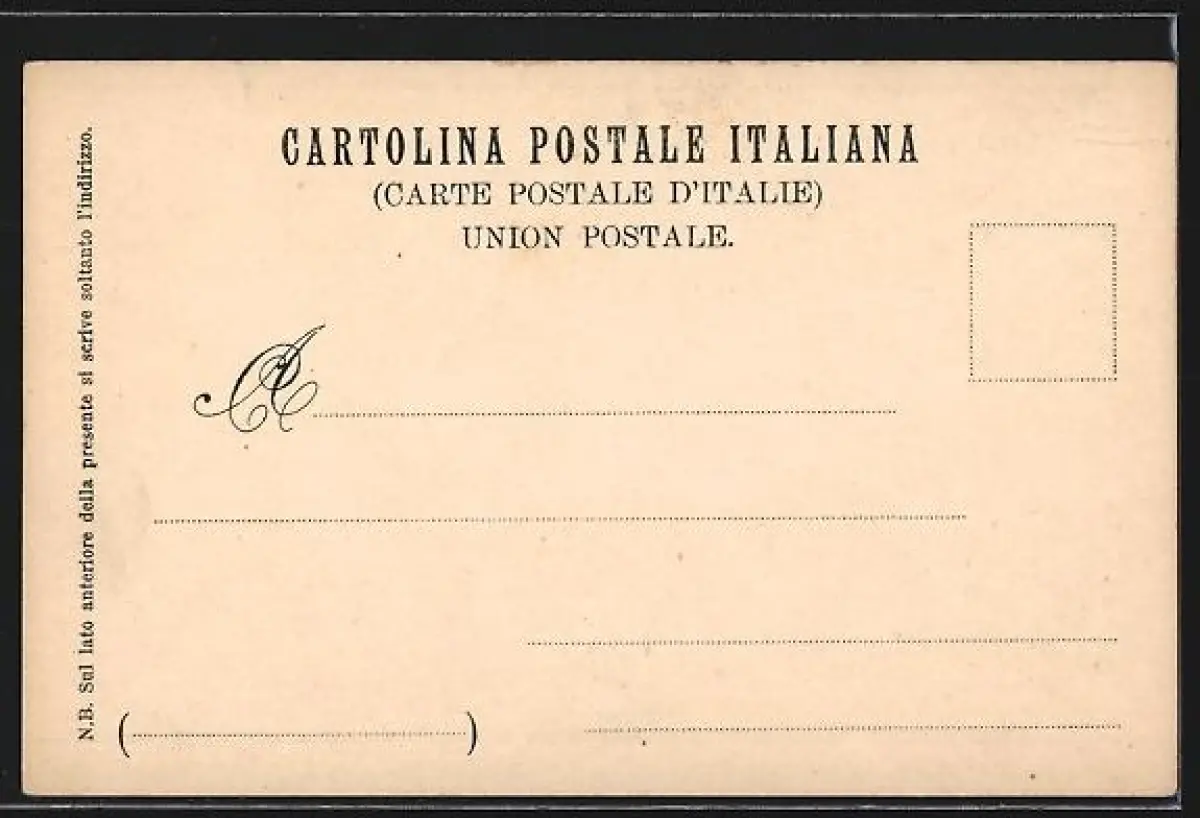 CARTOLINA POSTALE ITALIANA
(CARTE POSTALE D'ITALIE)
UNION POSTALE.
A
( )
N.B. Sul lato anteriore della presente si scrive soltanto l'indirizzo.